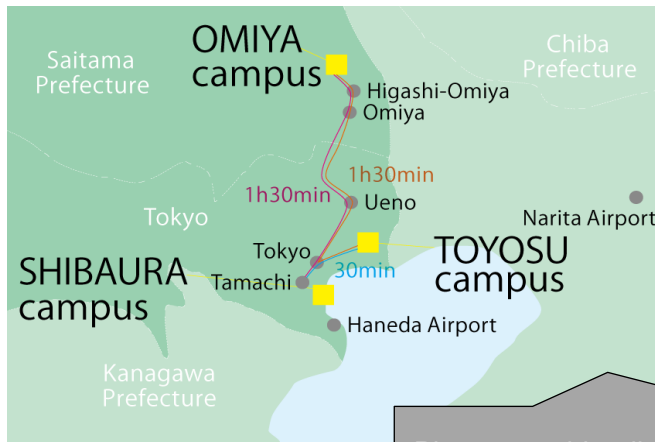 OMIYA
campus
Saitama
Prefecture
Chiba
Prefecture
Higashi-Omiya
Omiya
1h30min
1h30min
Ueno
Tokyo
Narita Airport
Tokyo
TOYOSU
campus
30min
SHIBAURA
campus
Tamachi
Haneda Airport
Kanagawa
Prefecture